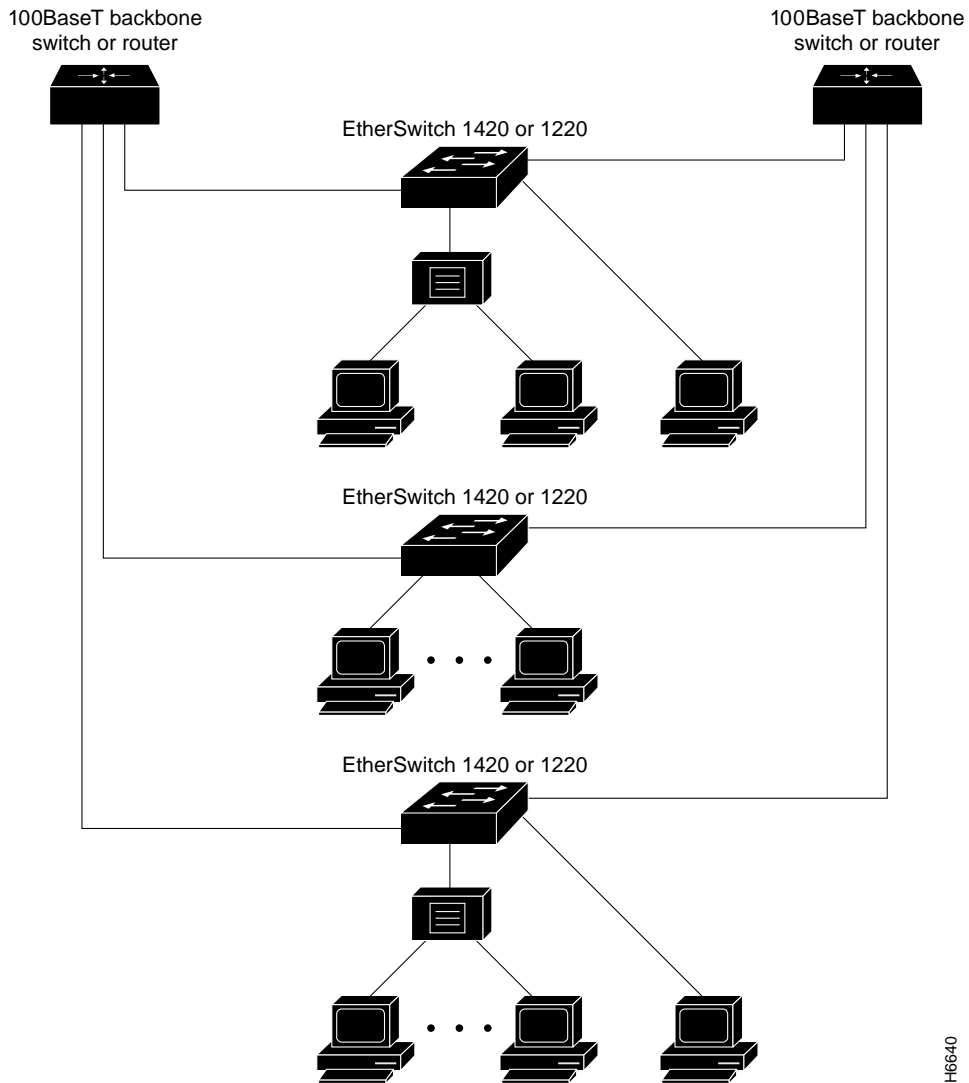 100BaseT backbone
switch or router
100BaseT backbone
switch or router
EtherSwitch 1420 or 1220
EtherSwitch 1420 or 1220
EtherSwitch 1420 or 1220
H6640